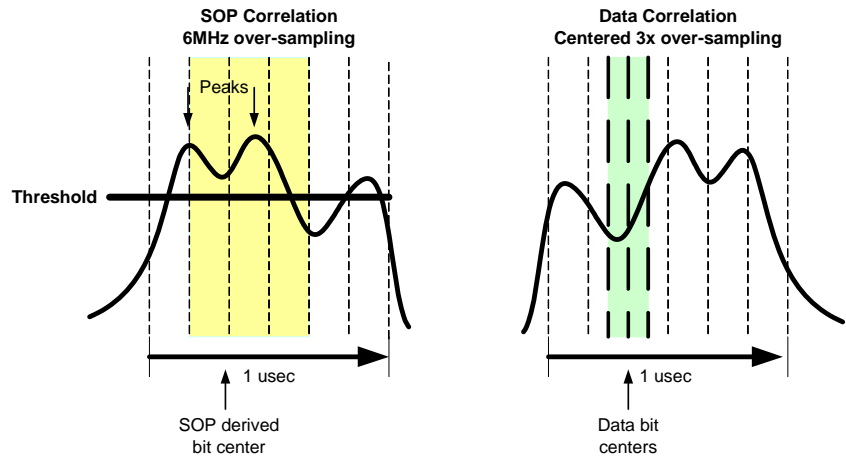 SOP Correlation
6MHz over-sampling
Peaks
Threshold
1 usec
SOP derived
bit center
Data Correlation
Centered 3x over-sampling
1 usec
Data bit
centers